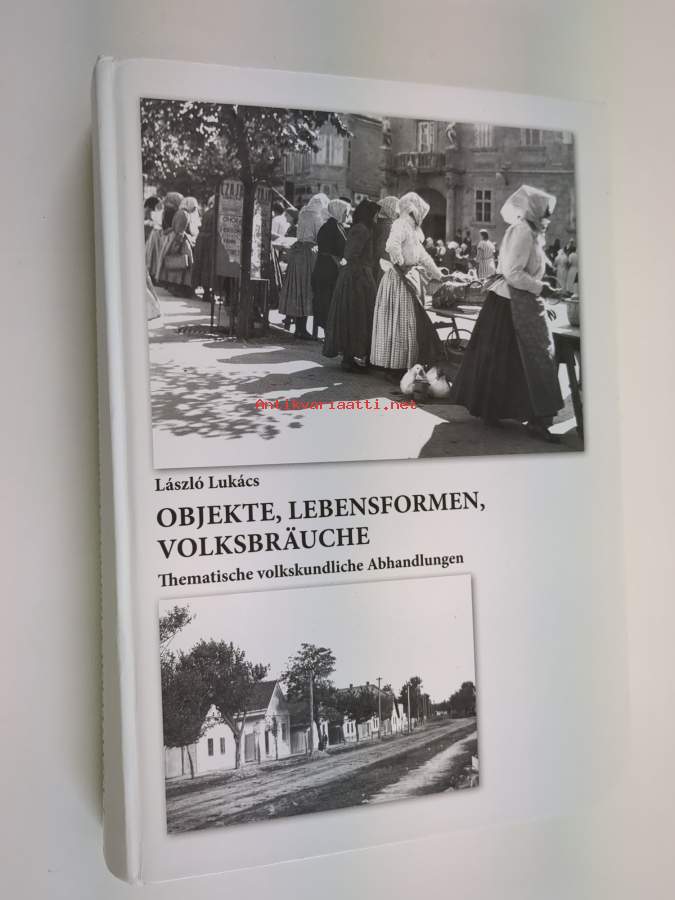 Antikvariaatti.net
László Lukács
OBJEKTE, LEBENSFORMEN,
VOLKSBRÄUCHE
Thematische volkskundliche Abhandlungen